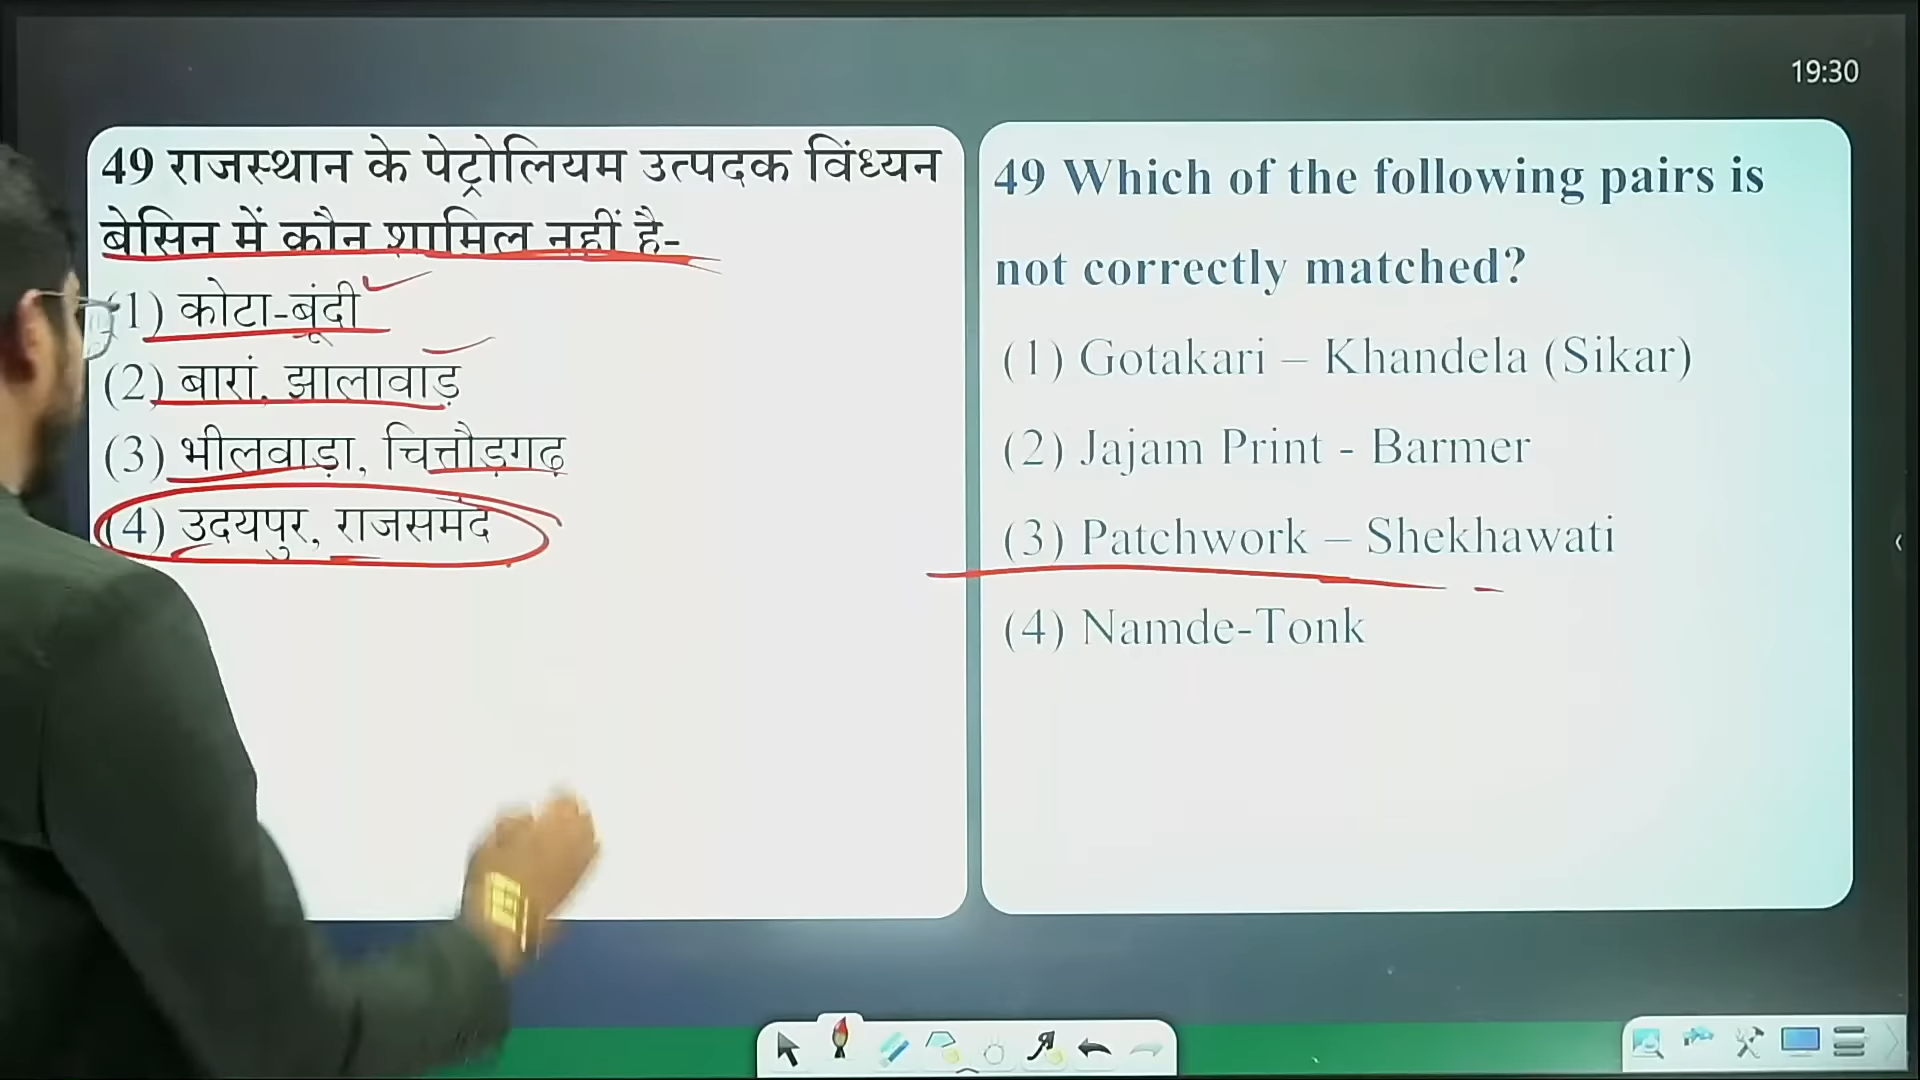 19:30
49 राजस्थान के पेट्रोलियम उत्पदक विंध्यन
बेसिन में कौन शामिल नहीं है-
(1) कोटा-बूंदी
(2) बारां, झालावाड़
(3) भीलवाड़ा, चित्तौड़गढ़
(4) उदयपुर, राजसमंद
49 Which of the following pairs is
not correctly matched?
(1) Gotakari – Khandela (Sikar)
(2) Jajam Print - Barmer
(3) Patchwork – Shekhawati
(4) Namde-Tonk